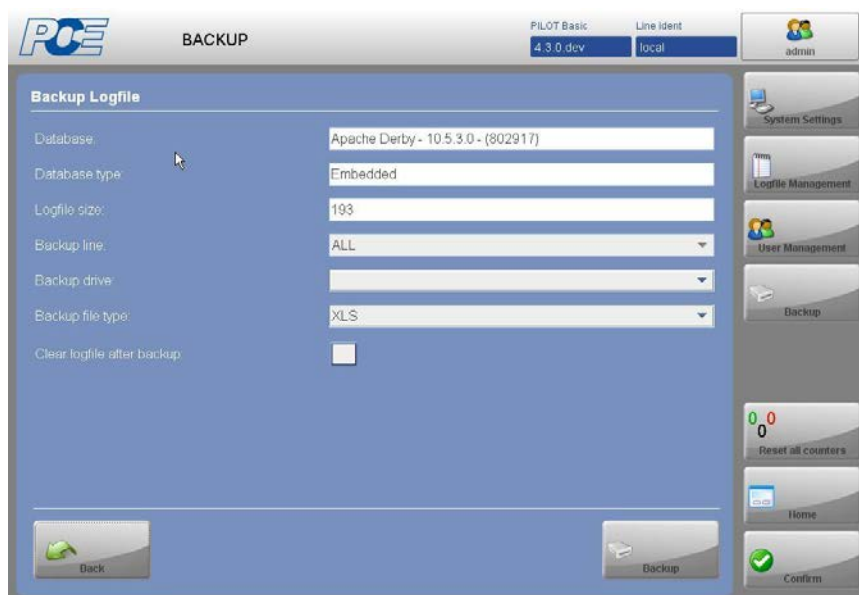 PCE
BACKUP
PILOT Basic
4.3.0.dev
Line Ident
local
admin
Backup Logfile
Database:
Apache Derby - 10.5.3.0 - (802917)
Database type:
Embedded
Logfile size:
193
Backup line:
ALL
Backup drive:
Backup file type:
XLS
Clear logfile after backup:
Back
Backup
System Settings
Logfile Management
User Management
Backup
0 0
0
Reset all counters
Home
Confirm